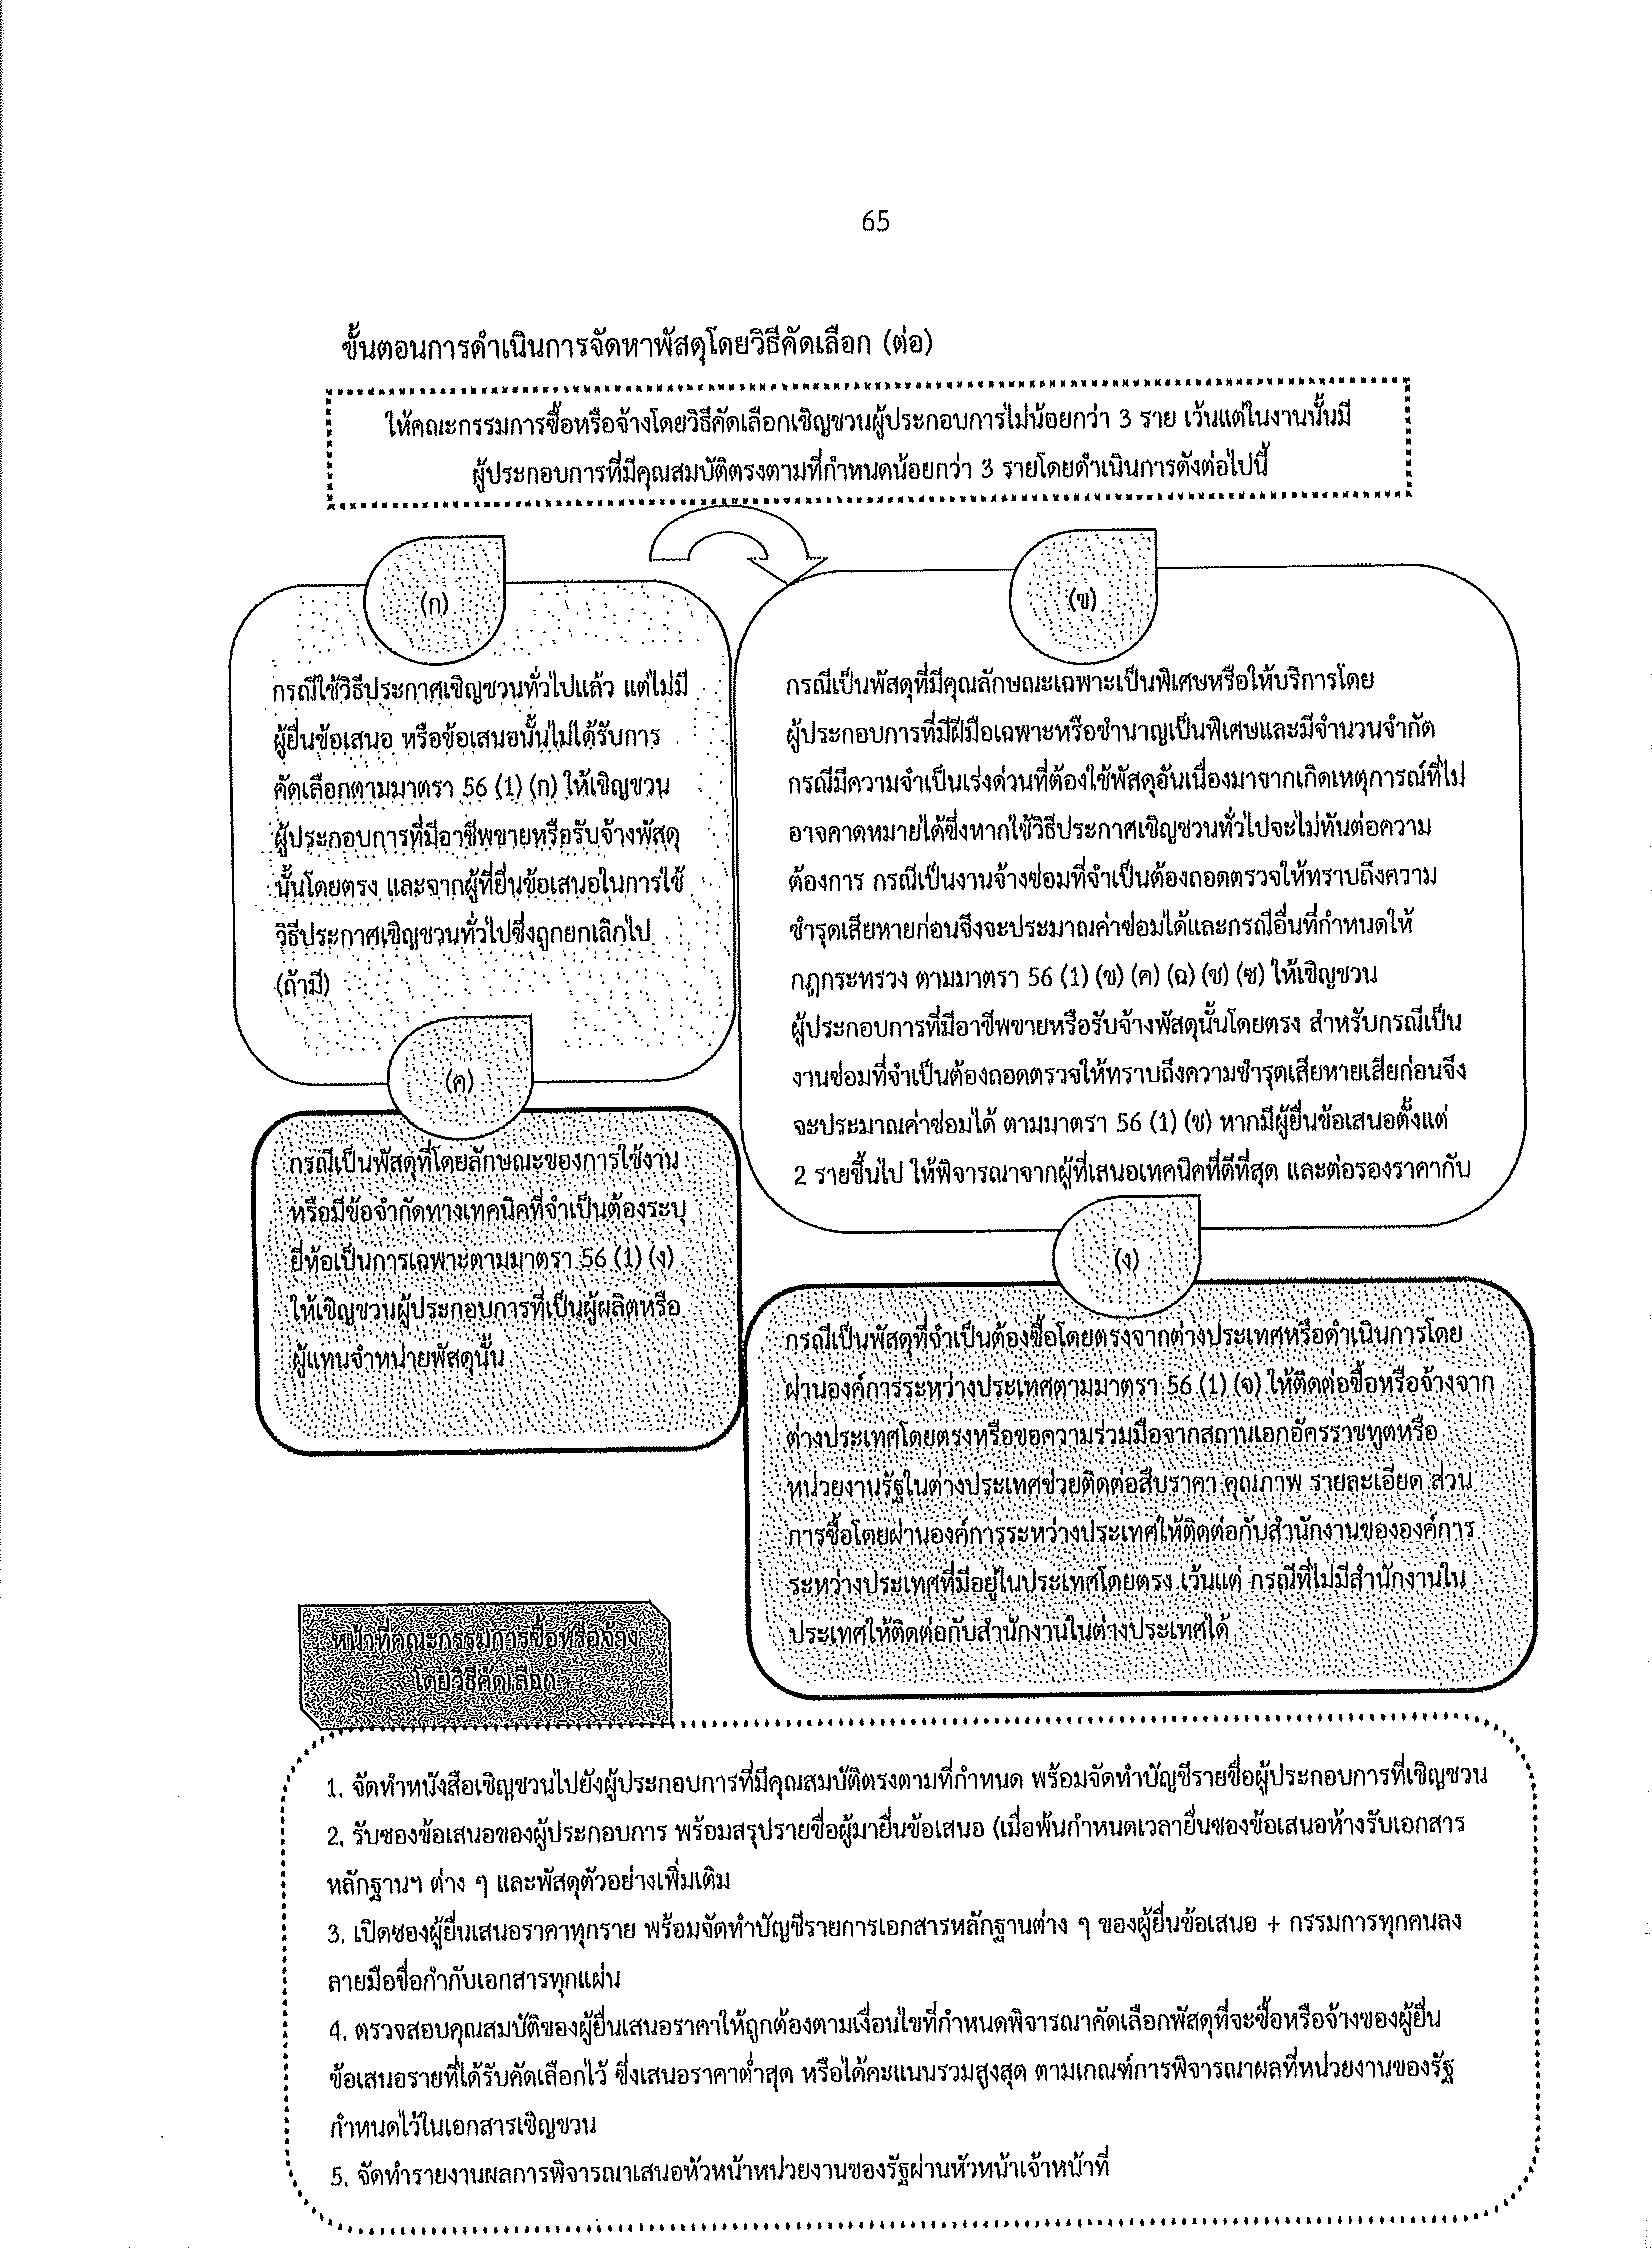 65
ขั้นตอนการดำเนินการจัดหาพัสดุโดยวิธีคัดเลือก (ต่อ)
ให้คณะกรรมการซื้อหรือจ้างโดยวิธีคัดเลือกเชิญชวนผู้ประกอบการไม่น้อยกว่า 3 ราย เว้นแต่ในงานนั้นมี
ผู้ประกอบการที่มีคุณสมบัติตรงตามที่กำหนดน้อยกว่า 3 รายโดยดำเนินการดังต่อไปนี้
(ก)
กรณีใช้วิธีประกาศเชิญชวนทั่วไปแล้ว แต่ไม่มี
ผู้ยื่นข้อเสนอ หรือข้อเสนอนั้นไม่ได้รับการ
คัดเลือกตามมาตรา 56 (1) (ก) ให้เชิญชวน
ผู้ประกอบการที่มีอาชีพขายหรือรับจ้างพัสดุ
นั้นโดยตรง และจากผู้ที่ยื่นข้อเสนอในการใช้
วิธีประกาศเชิญชวนทั่วไปซึ่งถูกยกเลิกไป
(ถ้ามี)
(ข)
กรณีเป็นพัสดุที่มีคุณลักษณะเฉพาะเป็นพิเศษหรือให้บริการโดย
ผู้ประกอบการที่มีฝีมือเฉพาะหรือชำนาญเป็นพิเศษและมีจำนวนจำกัด
กรณีมีความจำเป็นเร่งด่วนที่ต้องใช้พัสดุอันเนื่องมาจากเกิดเหตุการณ์ที่ไม่
อาจคาดหมายได้ซึ่งหากใช้วิธีประกาศเชิญชวนทั่วไปจะไม่ทันต่อความ
ต้องการ กรณีเป็นงานจ้างซ่อมที่จำเป็นต้องถอดตรวจให้ทราบถึงความ
ชำรุดเสียหายก่อนจึงจะประมาณค่าซ่อมได้และกรณีอื่นที่กำหนดให้
กฎกระทรวง ตามมาตรา 56 (1) (ข) (ค) (ฉ) (ช) (ซ) ให้เชิญชวน
ผู้ประกอบการที่มีอาชีพขายหรือรับจ้างพัสดุนั้นโดยตรง สำหรับกรณีเป็น
งานซ่อมที่จำเป็นต้องถอดตรวจให้ทราบถึงความชำรุดเสียหายเสียก่อนจึง
จะประมาณค่าซ่อมได้ ตามมาตรา 56 (1) (ช) หากมีผู้ยื่นข้อเสนอตั้งแต่
2 รายขึ้นไป ให้พิจารณาจากผู้ที่เสนอเทคนิคที่ดีที่สุด และต่อรองราคากับ
(ค)
กรณีเป็นพัสดุที่โดยลักษณะของการใช้งาน
หรือมีข้อจำกัดทางเทคนิคที่จำเป็นต้องระบุ
ยี่ห้อเป็นการเฉพาะตามมาตรา 56 (1) (ง)
ให้เชิญชวนผู้ประกอบการที่เป็นผู้ผลิตหรือ
ผู้แทนจำหน่ายพัสดุนั้น
(ง)
กรณีเป็นพัสดุที่จำเป็นต้องซื้อโดยตรงจากต่างประเทศหรือดำเนินการโดย
ผ่านองค์การระหว่างประเทศตามมาตรา 56 (1) (จ) ให้ติดต่อซื้อหรือจ้างจาก
ต่างประเทศโดยตรงหรือขอความร่วมมือจากสถานเอกอัครราชทูตหรือ
หน่วยงานรัฐในต่างประเทศช่วยติดต่อสืบราคา คุณภาพ รายละเอียด ส่วน
การซื้อโดยผ่านองค์การระหว่างประเทศให้ติดต่อกับสำนักงานขององค์การ
ระหว่างประเทศที่มีอยู่ในประเทศโดยตรง เว้นแต่ กรณีที่ไม่มีสำนักงานใน
ประเทศให้ติดต่อกับสำนักงานในต่างประเทศได้
หน้าที่คณะกรรมการซื้อหรือจ้าง
โดยวิธีคัดเลือก
1. จัดทำหนังสือเชิญชวนไปยังผู้ประกอบการที่มีคุณสมบัติตรงตามที่กำหนด พร้อมจัดทำบัญชีรายชื่อผู้ประกอบการที่เชิญชวน
2. รับซองข้อเสนอของผู้ประกอบการ พร้อมสรุปรายชื่อผู้มายื่นข้อเสนอ (เมื่อพ้นกำหนดเวลายื่นซองข้อเสนอห้างรับเอกสาร
หลักฐานฯ ต่าง ๆ และพัสดุตัวอย่างเพิ่มเติม
3. เปิดซองผู้ยื่นเสนอราคาทุกราย พร้อมจัดทำบัญชีรายการเอกสารหลักฐานต่าง ๆ ของผู้ยื่นข้อเสนอ + กรรมการทุกคนลง
ลายมือชื่อกำกับเอกสารทุกแผ่น
4. ตรวจสอบคุณสมบัติของผู้ยื่นเสนอราคาให้ถูกต้องตามเงื่อนไขที่กำหนดพิจารณาคัดเลือกพัสดุที่จะซื้อหรือจ้างของผู้ยื่น
ข้อเสนอรายที่ได้รับคัดเลือกไว้ ซึ่งเสนอราคาต่ำสุด หรือได้คะแนนรวมสูงสุด ตามเกณฑ์การพิจารณาผลที่หน่วยงานของรัฐ
กำหนดไว้ในเอกสารเชิญชวน
5. จัดทำรายงานผลการพิจารณาเสนอหัวหน้าหน่วยงานของรัฐผ่านหัวหน้าเจ้าหน้าที่